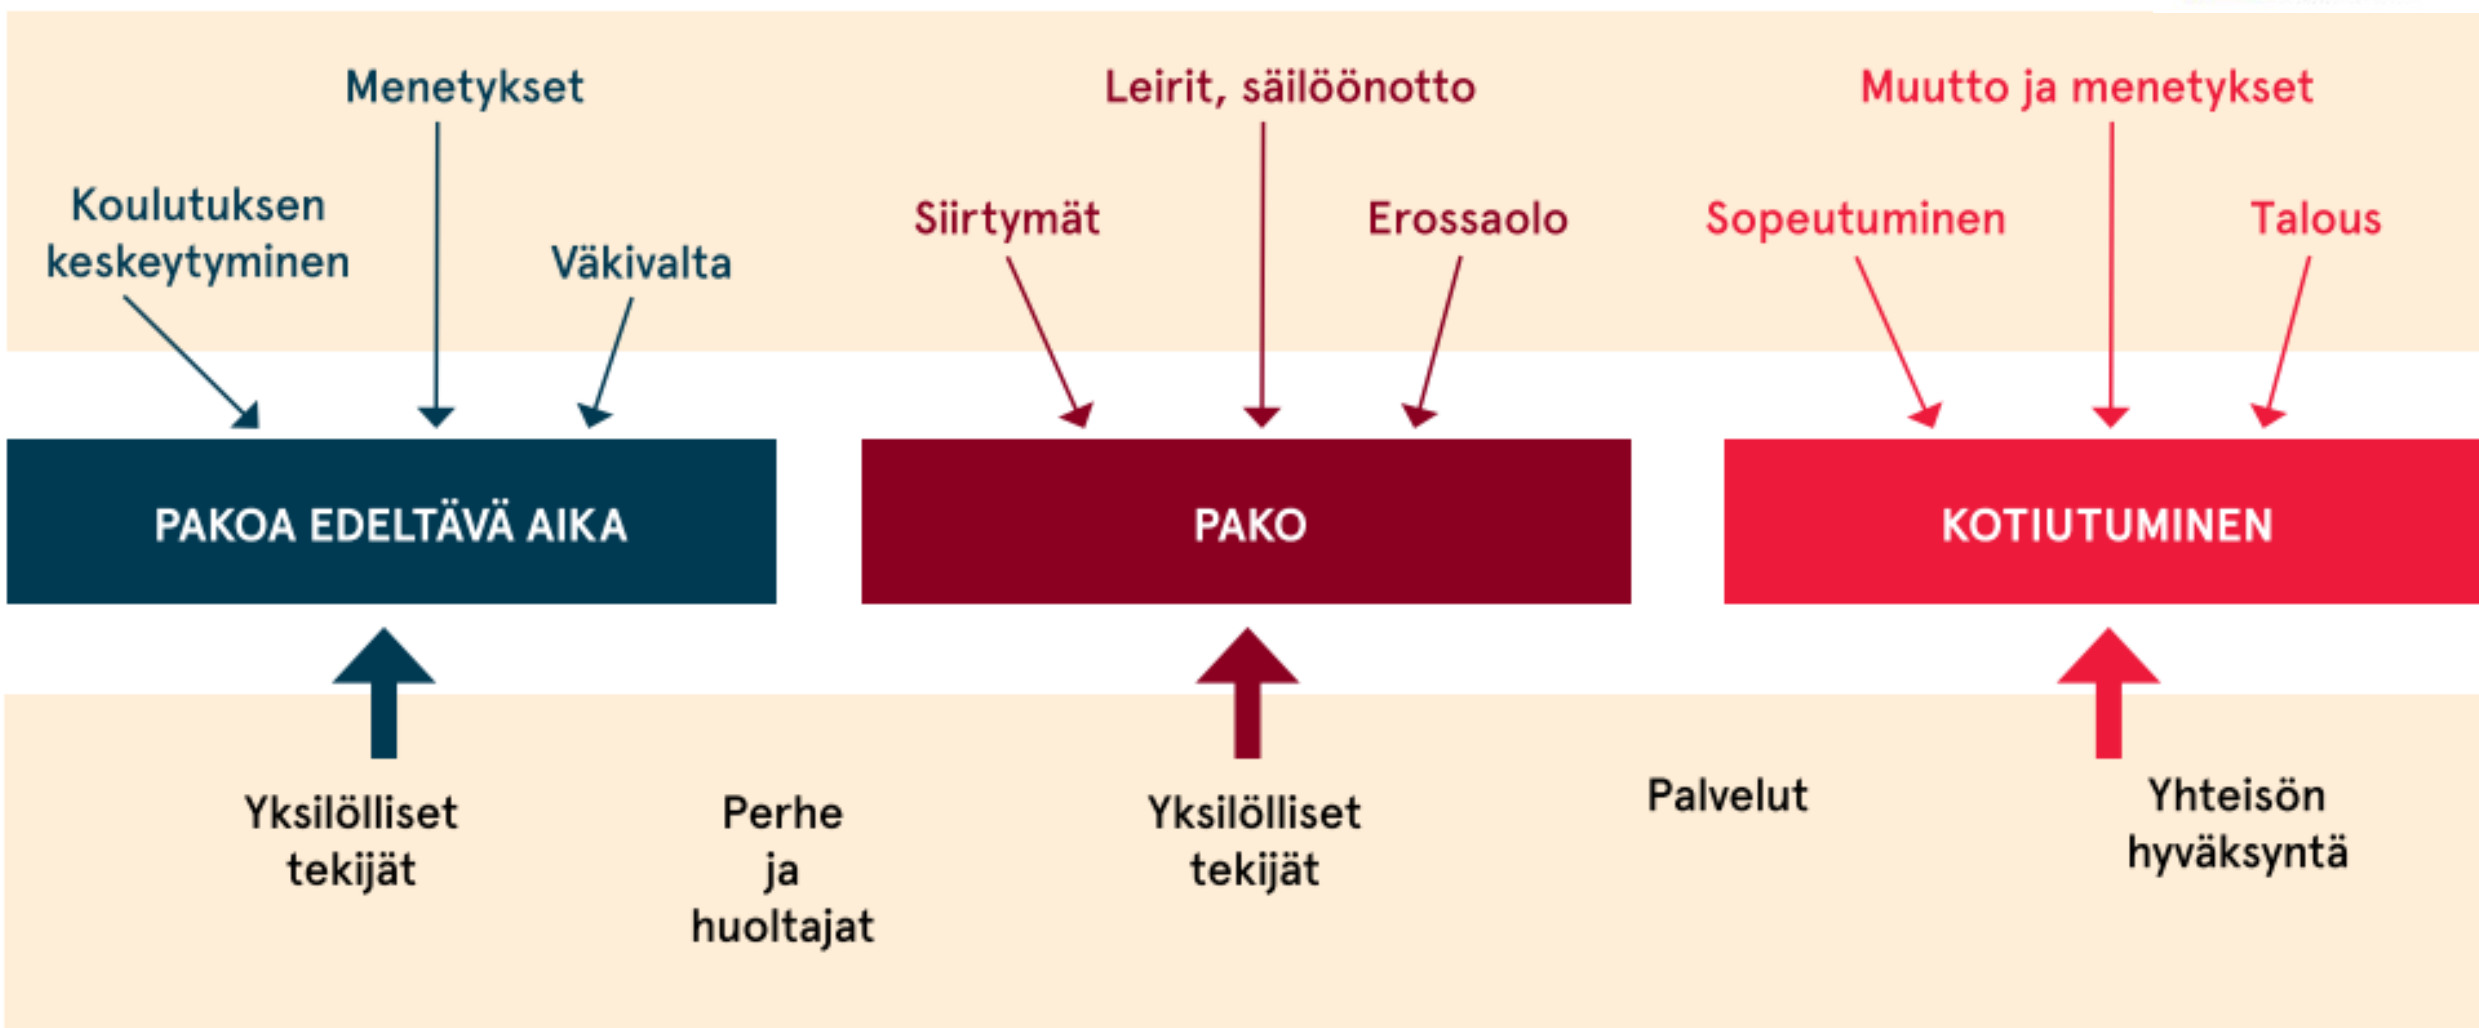 Menetykset
Koulutuksen
keskeytyminen
Väkivalta
Leirit, säilöönotto
Siirtymät
Erossaolo
Muutto ja menetykset
Sopeutuminen
Talous
PAKOA EDELTÄVÄ AIKA
PAKO
KOTIUTUMINEN
Yksilölliset
tekijät
Perhe
ja
huoltajat
Yksilölliset
tekijät
Palvelut
Yhteisön
hyväksyntä